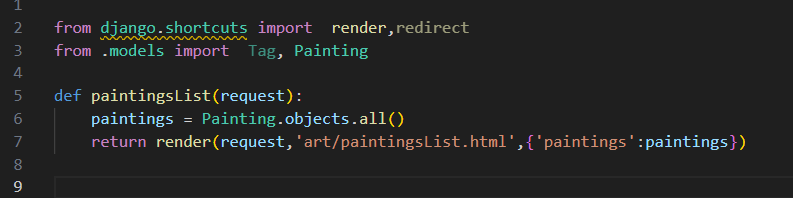 1
2 from django.shortcuts import  render,redirect
3 from .models import  Tag, Painting
4
5 def paintingsList(request):
6     paintings = Painting.objects.all()
7     return render(request,'art/paintingsList.html',{'paintings':paintings})
8
9